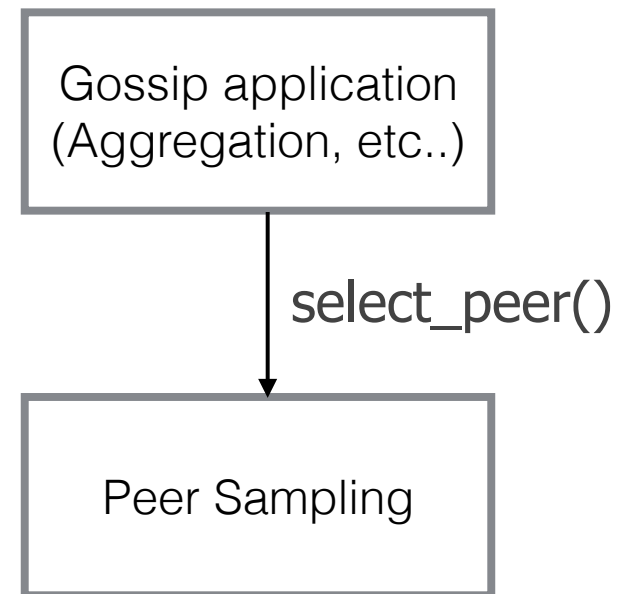 Gossip application
(Aggregation, etc..)
select_peer()
Peer Sampling